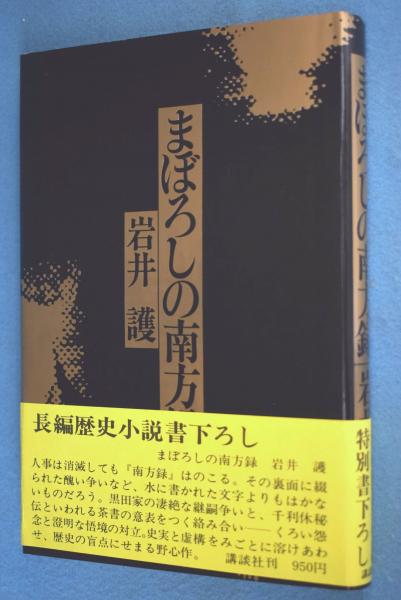 まぼろしの南方
岩井 護
長編歴史小説書下ろし
まぼろしの南方録 岩井 護
人事は消滅しても『南方録』はのこる。その裏面に綴
られた醜い争いなど、水に書かれた文字よりもはかな
いものだろう。黒田家の凄絶な継嗣争いと、千利休秘
伝といわれる茶書の意表をつく絡み合い──くろい怨
念と澄明な悟境の対立。史実と虚構をみごとに溶けあわ
せ、歴史の盲点にせまる野心作。
講談社刊 950円
まぼろしの南方録 岩
特別書下ろし